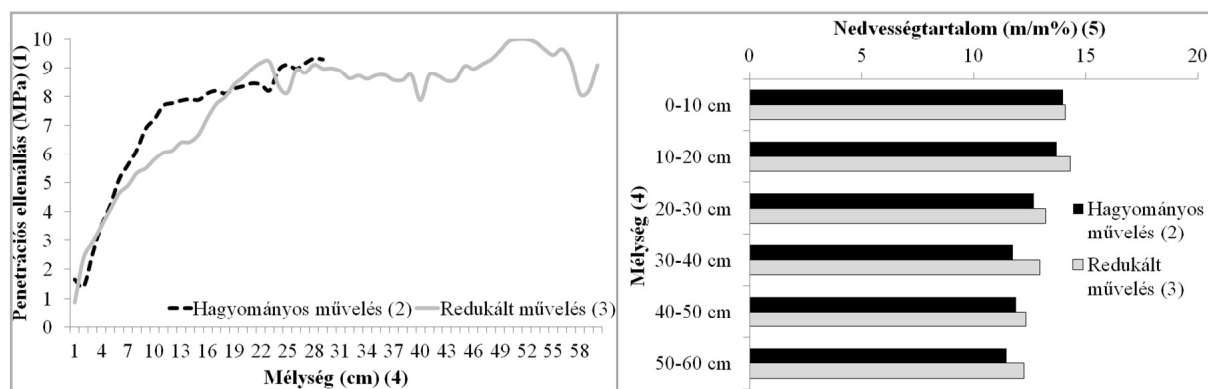 Penetrációs ellenállás (MPa) (1)
10
9
8
7
6
5
4
3
2
1
0
Hagyományos művelés (2)
Redukált művelés (3)
1 4 7 10 13 16 19 22 25 28 31 34 37 40 43 46 49 52 55 58
Mélység (cm) (4)
Nedvességtartalom (m/m%) (5)
0 5 10 15 20
Mélység (4)
0-10 cm
10-20 cm
20-30 cm
30-40 cm
40-50 cm
50-60 cm
Hagyományos
művelés (2)
Redukált
művelés (3)